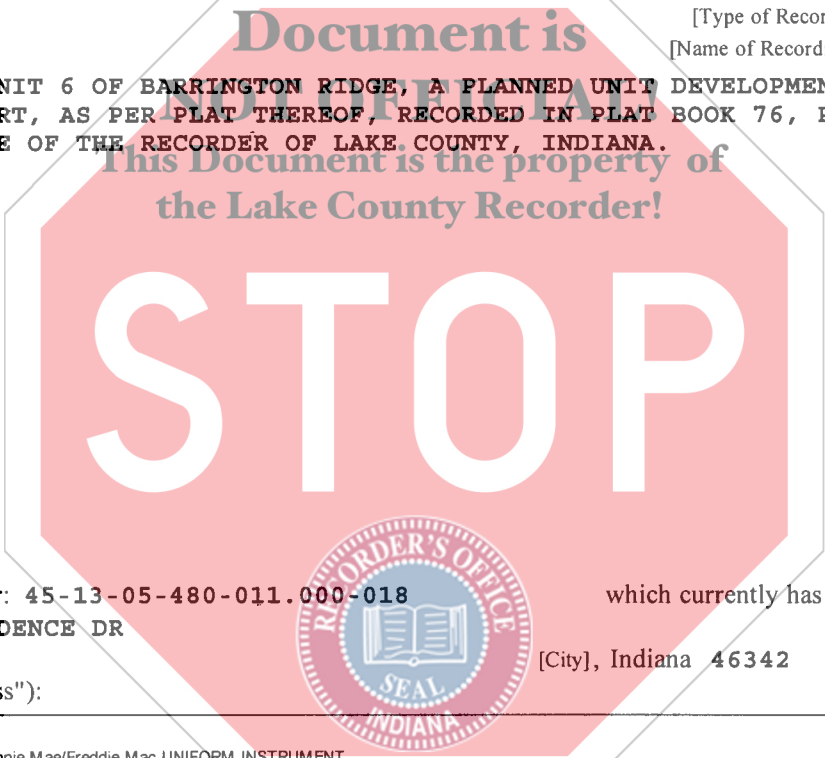 [Type of Recor
Document is
[Name of Record
NIT 6 OF BARRINGTON RIDGE, A PLANNED UNIT DEVELOPMEN
NOT OFFICIAL!
RT, AS PER PLAT THEREOF, RECORDED IN PLAT BOOK 76, P
E OF THE RECORDER OF LAKE COUNTY, INDIANA.
This Document is the property of
the Lake County Recorder!
STOP
RECORDER'S OFFICE
: 45-13-05-480-011.000-018 which currently has
DENCE DR
[City], Indiana 46342
SEAL
s"):
INDIANA
nnie Mae/Freddie Mac UNIFORM INSTRUMENT